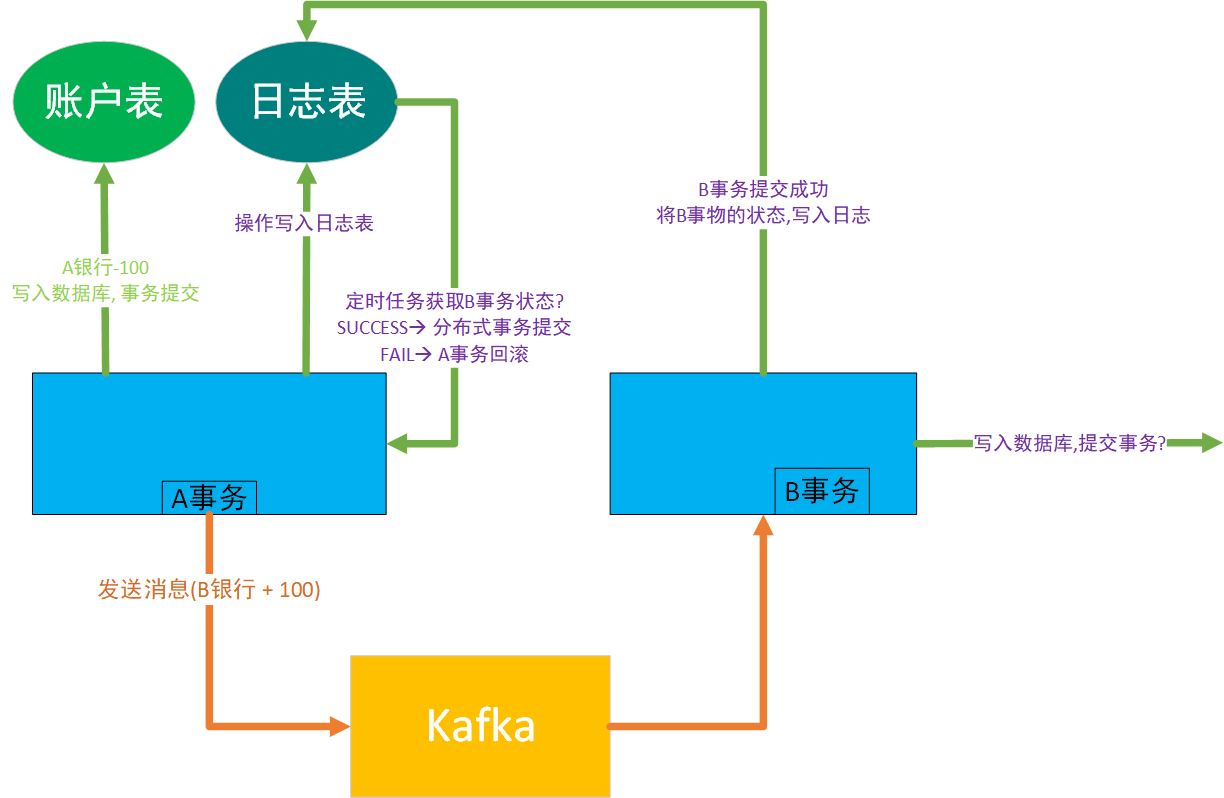 账户表
日志表
B事务提交成功
将B事物的状态,写入日志
操作写入日志表
A银行-100
写入数据库, 事务提交
定时任务获取B事务状态?
SUCCESS→ 分布式事务提交
FAIL→ A事务回滚
写入数据库,提交事务?
A事务
B事务
发送消息(B银行 + 100)
Kafka